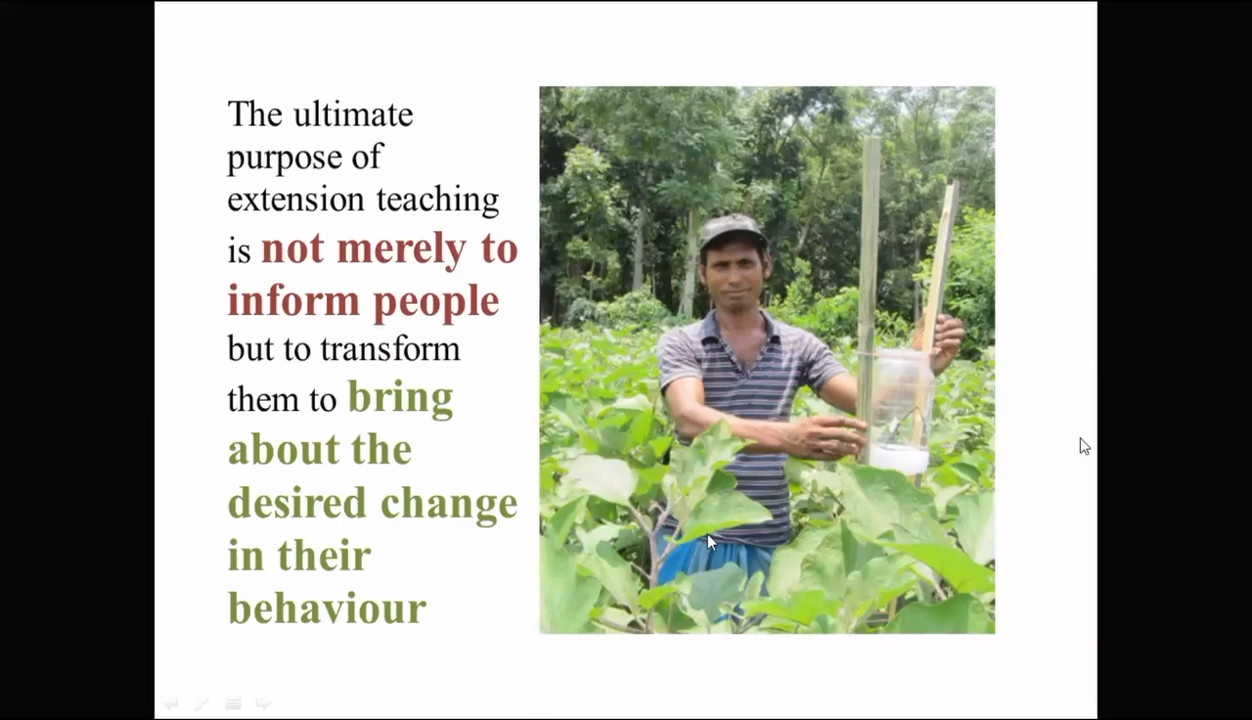 The ultimate
purpose of
extension teaching
is not merely to
inform people
but to transform
them to bring
about the
desired change
in their
behaviour